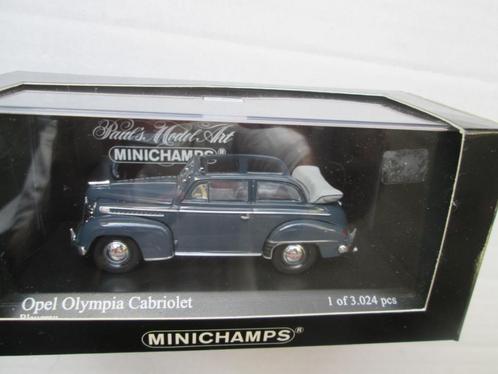 Paul's Model Art
MINICHAMPS
Opel Olympia Cabriolet
1 of 3.024 pcs
MINICHAMPS®